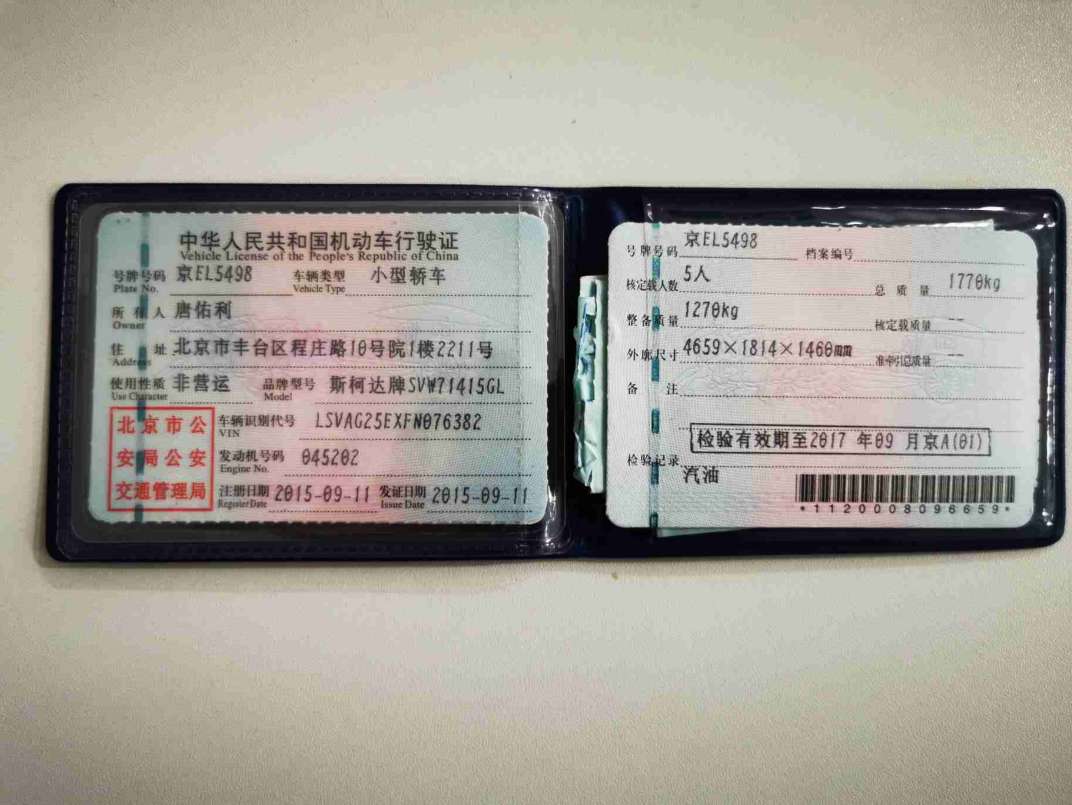 中华人民共和国机动车行驶证
Vehicle License of the People's Republic of China
号牌号码 京EL5498 车辆类型 小型轿车
Plate No. Vehicle Type
所有人 唐佑利
Owner
住址 北京市丰台区程庄路10号院1楼2211号
Address
使用性质 非营运 品牌型号 斯柯达牌SVW71415GL
Use Character Model
北京市公
安局公安
交通管理局
车辆识别代号 LSVAG25EXFN076382
VIN
发动机号码 045202
Engine No.
注册日期 2015-09-11 发证日期 2015-09-11
Register Date Issue Date
号牌号码 京EL5498 档案编号
核定载人数 5人 总质量 1770kg
整备质量 1270kg 核定载质量 --
外廓尺寸 4659×1814×1460 准牵引总质量 --
备注
检验有效期至2017年09月京A(01)
检验记录
汽油
*1120008096659*